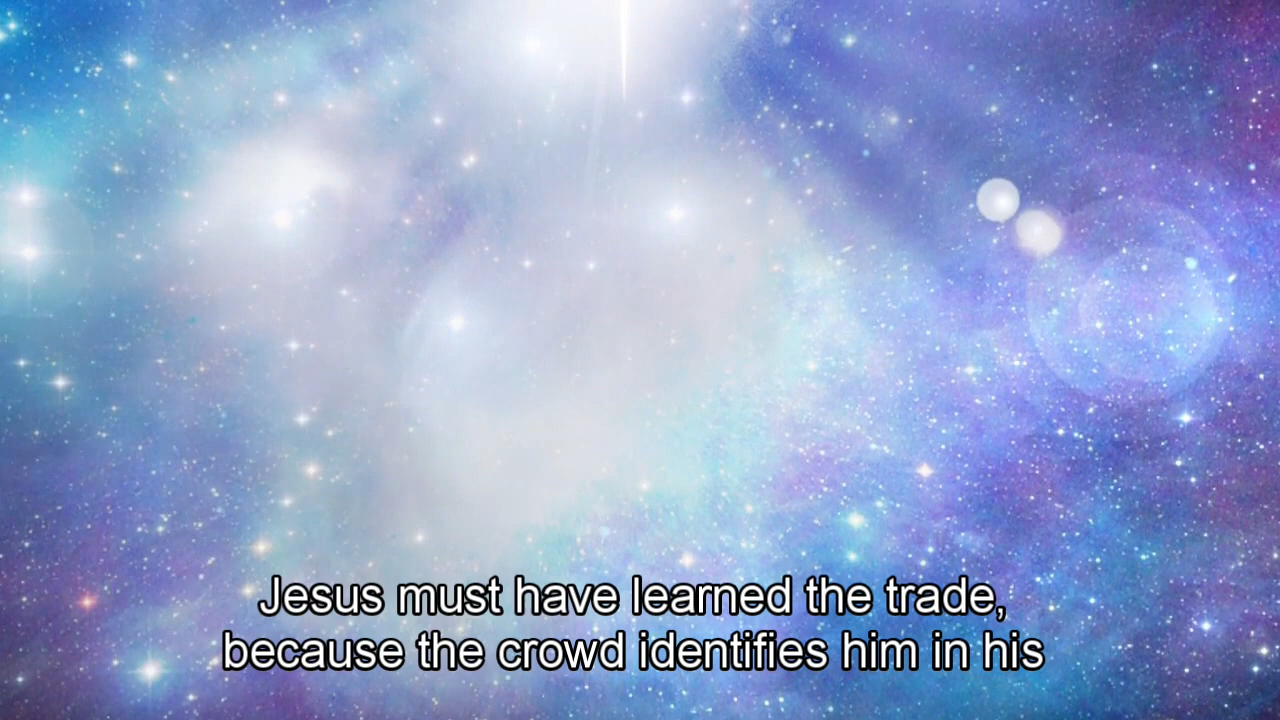 Jesus must have learned the trade,
because the crowd identifies him in his